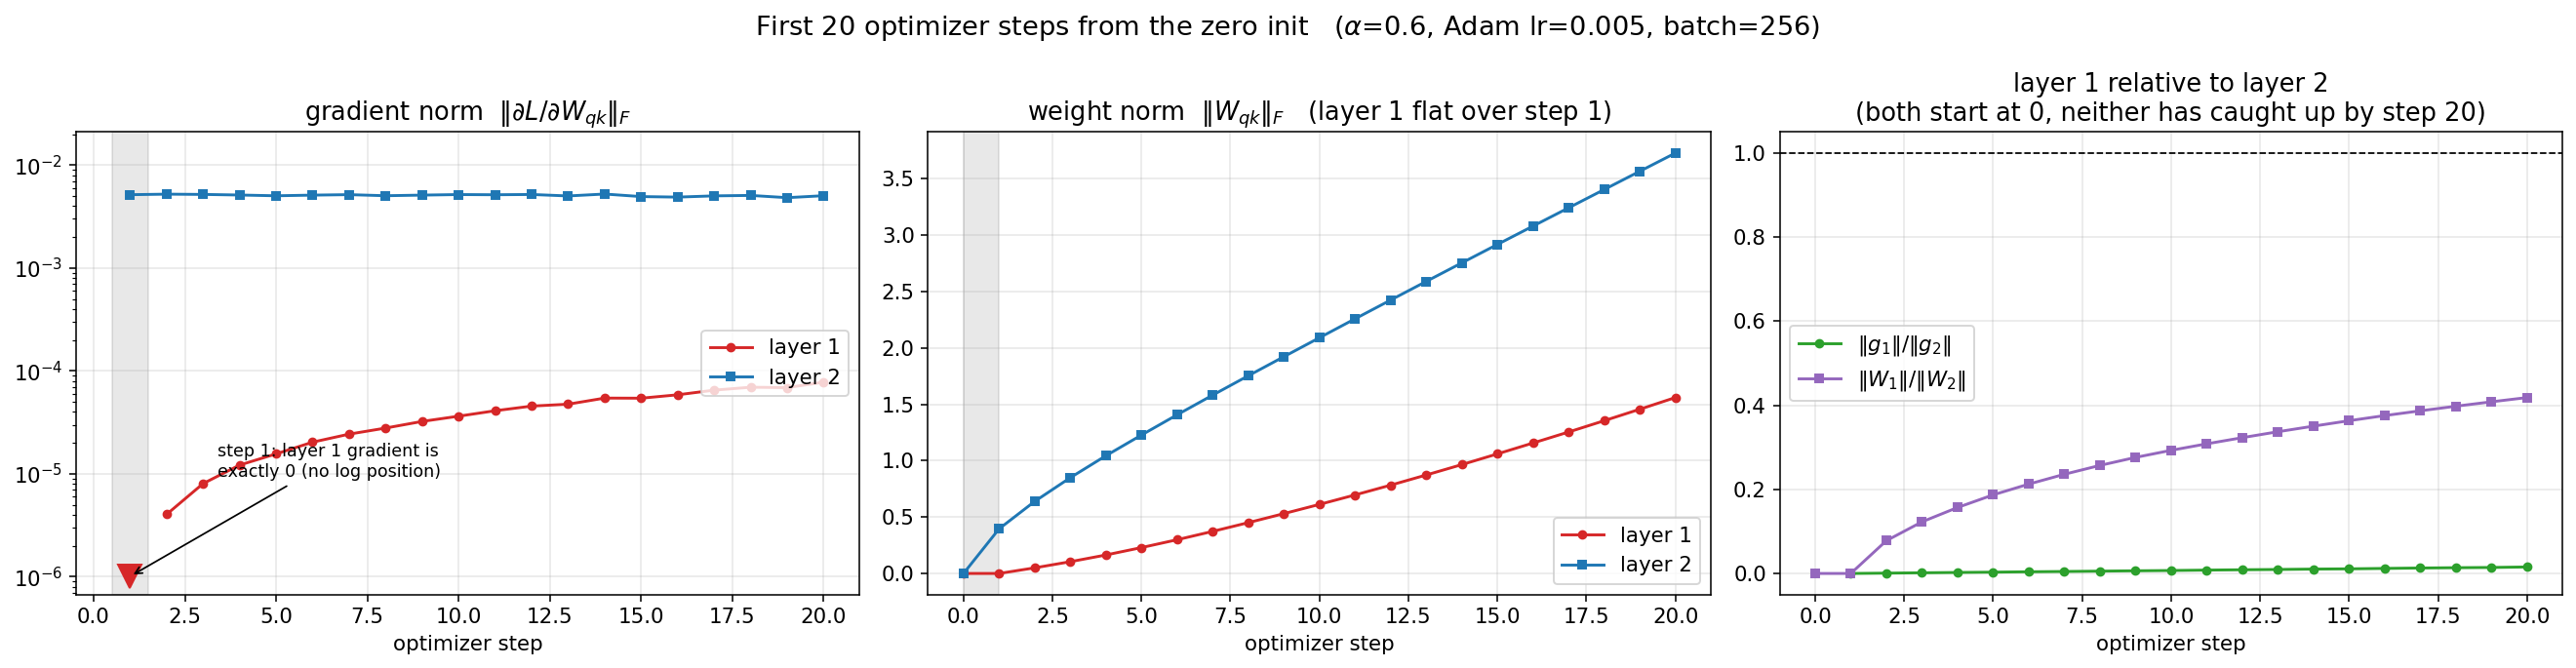 First 20 optimizer steps from the zero init (α=0.6, Adam lr=0.005, batch=256)
gradient norm ‖∂L/∂W_qk‖_F
10⁻²
10⁻³
10⁻⁴
10⁻⁵
10⁻⁶
layer 1
layer 2
step 1: layer 1 gradient is
exactly 0 (no log position)
0.0 2.5 5.0 7.5 10.0 12.5 15.0 17.5 20.0
optimizer step
weight norm ‖W_qk‖_F (layer 1 flat over step 1)
3.5
3.0
2.5
2.0
1.5
1.0
0.5
0.0
layer 1
layer 2
0.0 2.5 5.0 7.5 10.0 12.5 15.0 17.5 20.0
optimizer step
layer 1 relative to layer 2
(both start at 0, neither has caught up by step 20)
1.0
0.8
0.6
0.4
0.2
0.0
‖g₁‖/‖g₂‖
‖W₁‖/‖W₂‖
0.0 2.5 5.0 7.5 10.0 12.5 15.0 17.5 20.0
optimizer step